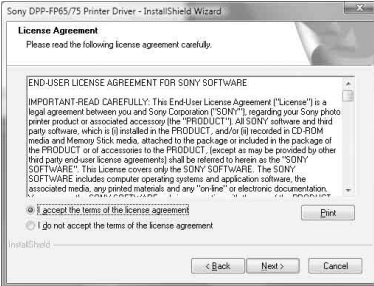 Sony DPP-FP65/75 Printer Driver - InstallShield Wizard
License Agreement
Please read the following license agreement carefully.
END-USER LICENSE AGREEMENT FOR SONY SOFTWARE
IMPORTANT-READ CAREFULLY: This End-User License Agreement ("License") is a
legal agreement between you and Sony Corporation ("SONY"), regarding your Sony photo
printer product or associated accessory (the "PRODUCT"). All SONY software and third
party software, which is (i) installed in the PRODUCT, and/or (ii) recorded in CD-ROM
media and Memory Stick media, attached to the package or included in the package of
the PRODUCT or of accessories to the PRODUCT, (except as may be provided by other
third party end-user license agreements) shall be referred to herein as the "SONY
SOFTWARE". This License covers only the SONY SOFTWARE. The SONY
SOFTWARE includes computer operating systems and application software, the
associated media, any printed materials and any "on-line" or electronic documentation.
I accept the terms of the license agreement
Print
I do not accept the terms of the license agreement
InstallShield
< Back
Next >
Cancel